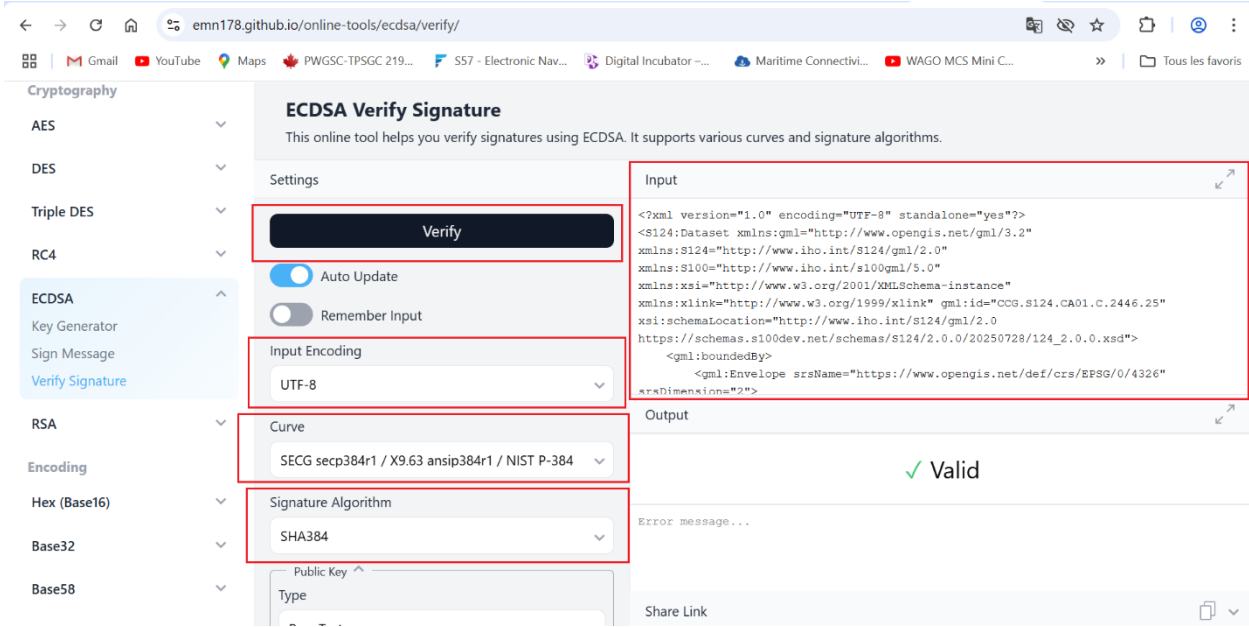 emn178.github.io/online-tools/ecdsa/verify/
Gmail YouTube Maps PWGSC-TPSGC 219... S57 - Electronic Nav... Digital Incubator –... Maritime Connectivi... WAGO MCS Mini C... » Tous les favoris
Cryptography
AES
DES
Triple DES
RC4
ECDSA
Key Generator
Sign Message
Verify Signature
RSA
Encoding
Hex (Base16)
Base32
Base58
ECDSA Verify Signature
This online tool helps you verify signatures using ECDSA. It supports various curves and signature algorithms.
Settings
Verify
Auto Update
Remember Input
Input Encoding
UTF-8
Curve
SECG secp384r1 / X9.63 ansip384r1 / NIST P-384
Signature Algorithm
SHA384
Public Key
Type
Input
<?xml version="1.0" encoding="UTF-8" standalone="yes"?>
<S124:Dataset xmlns:gml="http://www.opengis.net/gml/3.2"
xmlns:S124="http://www.iho.int/S124/gml/2.0"
xmlns:S100="http://www.iho.int/s100gml/5.0"
xmlns:xsi="http://www.w3.org/2001/XMLSchema-instance"
xmlns:xlink="http://www.w3.org/1999/xlink" gml:id="CCG.S124.CA01.C.2446.25"
xsi:schemaLocation="http://www.iho.int/S124/gml/2.0
https://schemas.s100dev.net/schemas/S124/2.0.0/20250728/124_2.0.0.xsd">
<gml:boundedBy>
<gml:Envelope srsName="https://www.opengis.net/def/crs/EPSG/0/4326"
srsDimension="2">
Output
✓ Valid
Error message...
Share Link